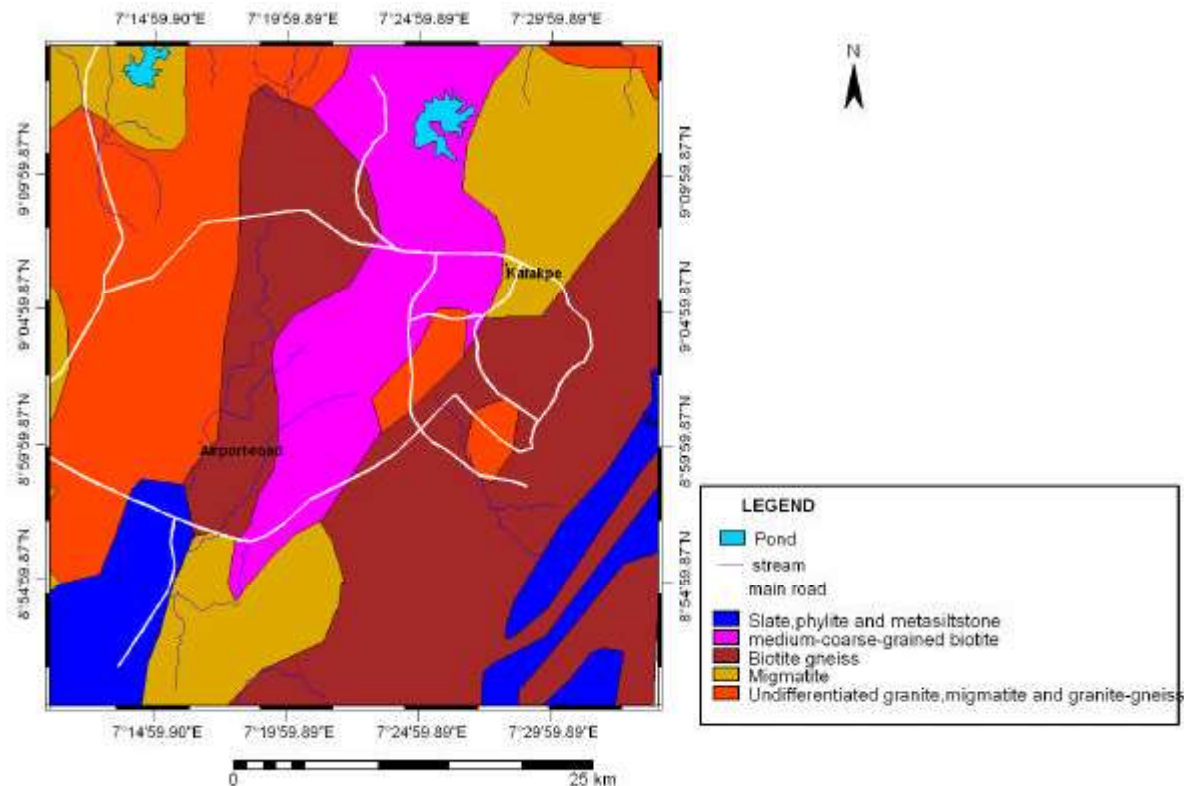 7°14'59.90"E 7°19'59.89"E 7°24'59.89"E 7°29'59.89"E
N
9°09'59.87"N 9°09'59.87"N
Katakpe
9°04'59.87"N 9°04'59.87"N
Airport-road
8°59'59.87"N 8°59'59.87"N
8°54'59.87"N 8°54'59.87"N
7°14'59.90"E 7°19'59.89"E 7°24'59.89"E 7°29'59.89"E
0 25 km
LEGEND
Pond
stream
main road
Slate,phylite and metasiltstone
medium-coarse-grained biotite
Biotite gneiss
Migmatite
Undifferentiated granite,migmatite and granite-gneiss